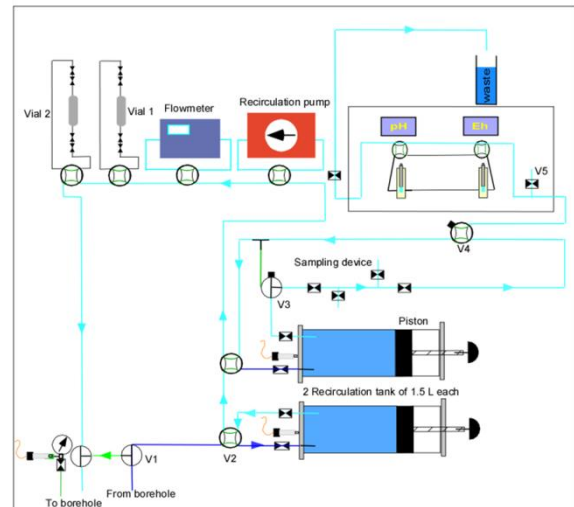 waste
Vial 2
Vial 1
Flowmeter
Recirculation pump
pH
Eh
V5
V4
Sampling device
V3
Piston
2 Recirculation tank of 1.5 L each
V1
V2
To borehole
From borehole